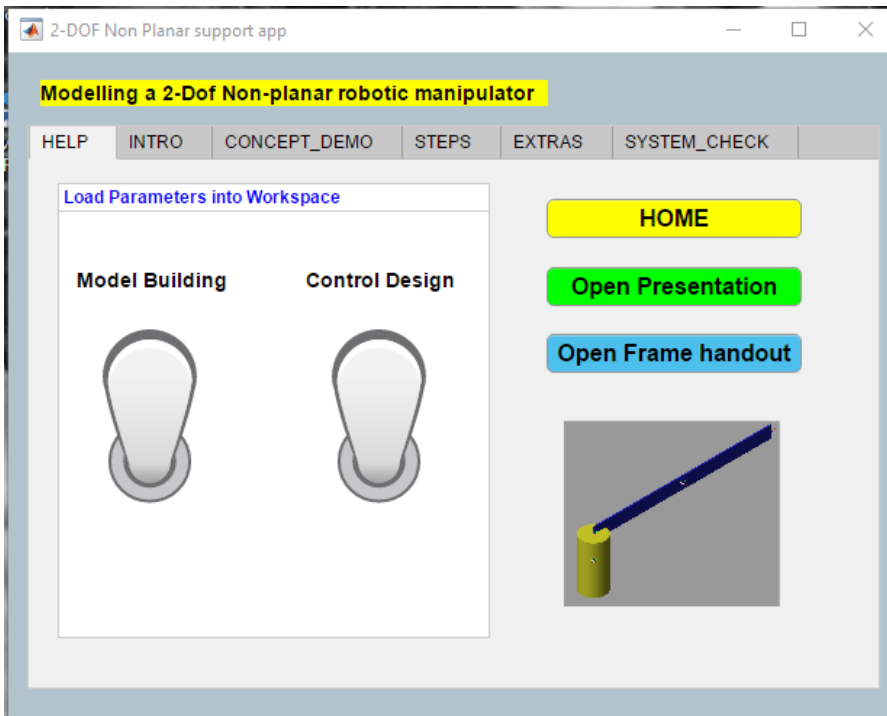 2-DOF Non Planar support app
Modelling a 2-Dof Non-planar robotic manipulator
HELP INTRO CONCEPT_DEMO STEPS EXTRAS SYSTEM_CHECK
Load Parameters into Workspace
Model Building Control Design
HOME
Open Presentation
Open Frame handout